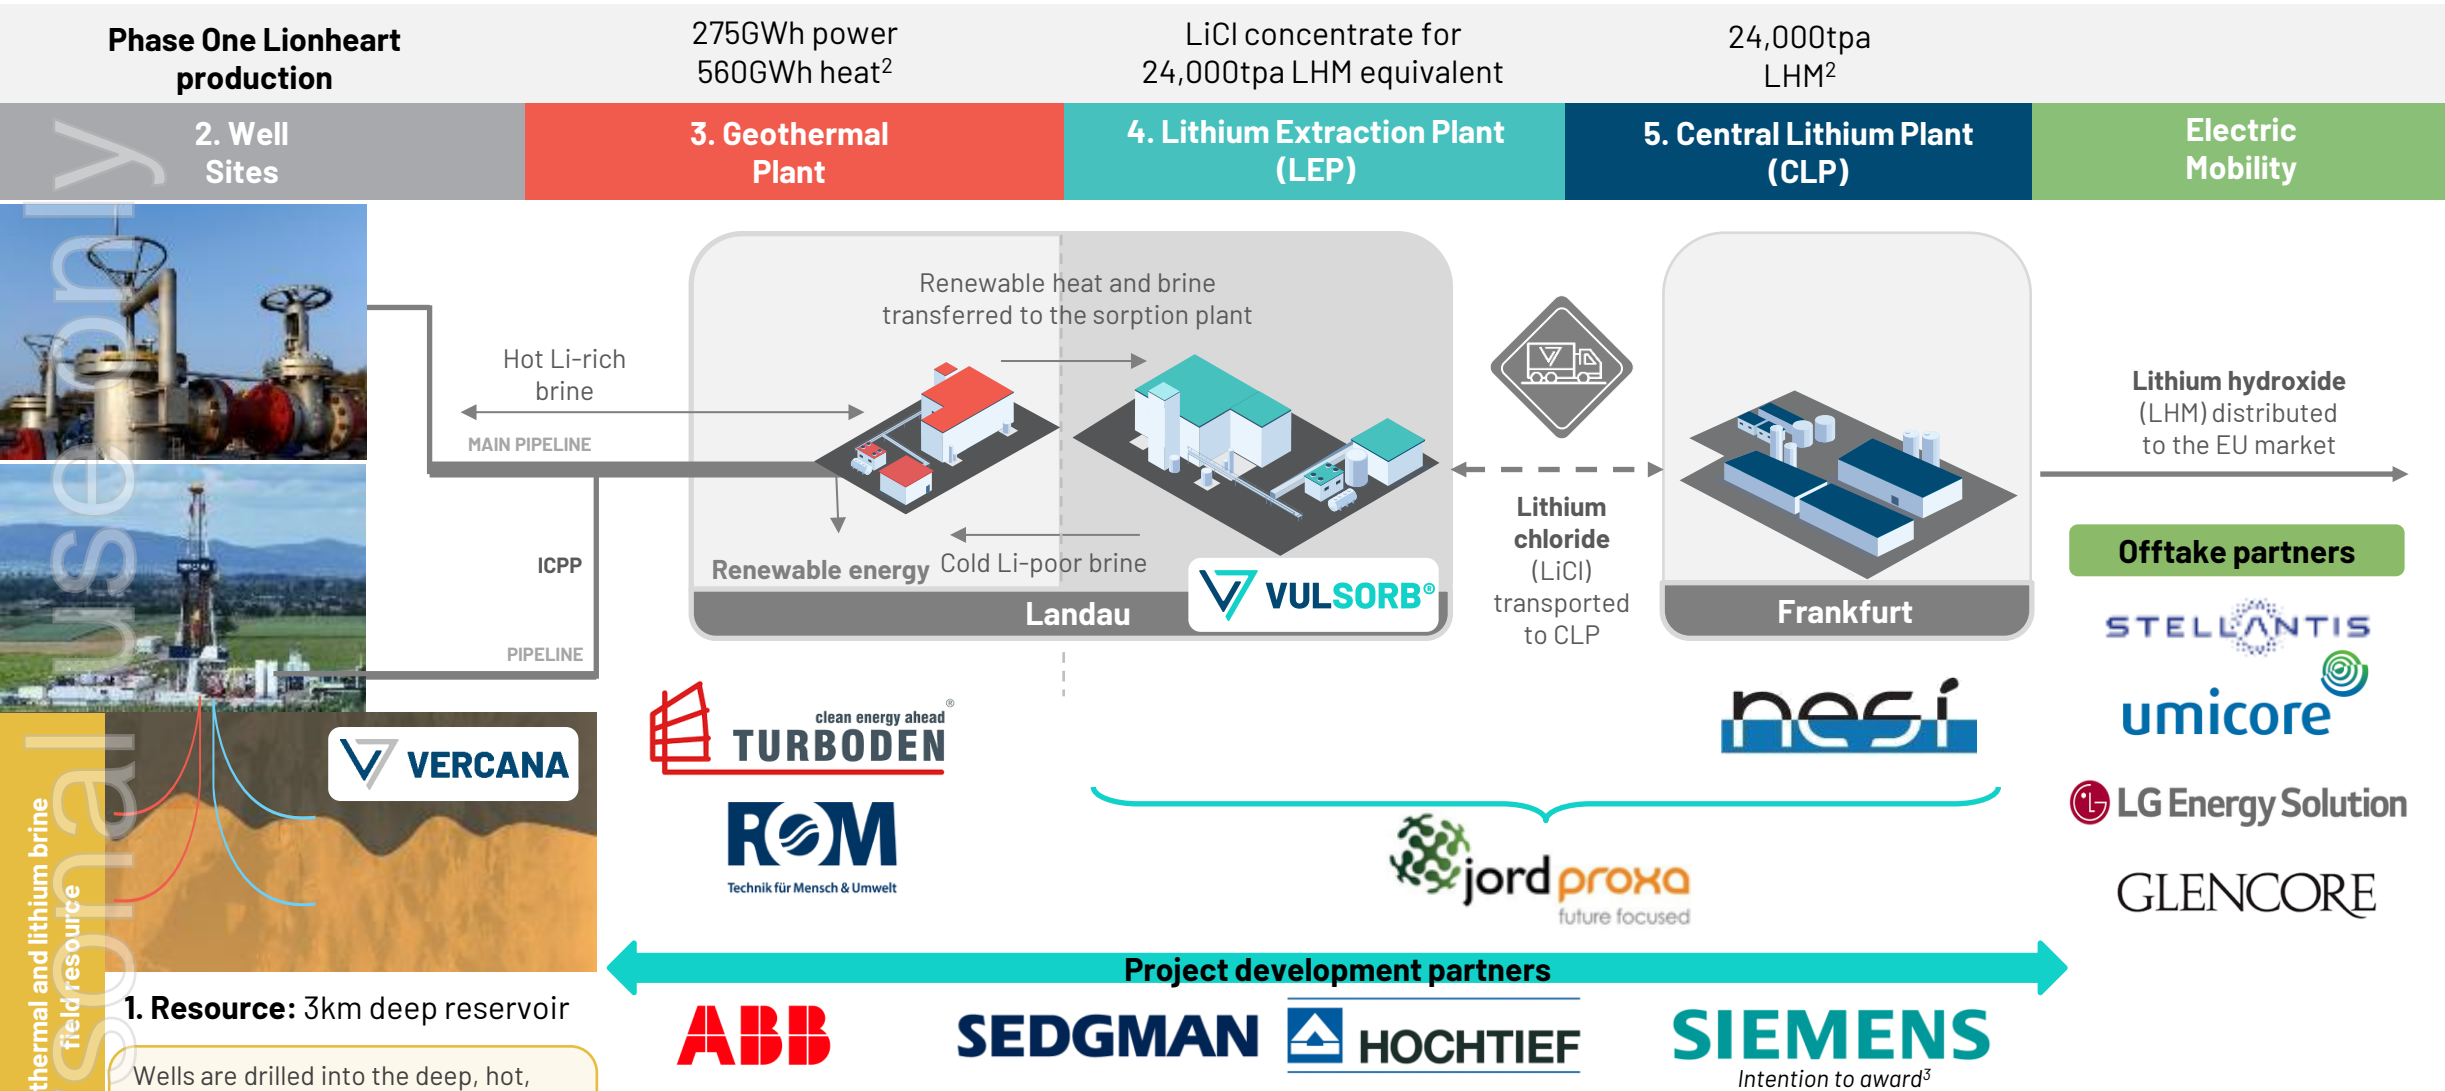 Phase One Lionheart
production
275GWh power
560GWh heat²
LiCl concentrate for
24,000tpa LHM equivalent
24,000tpa
LHM²
2. Well
Sites
3. Geothermal
Plant
4. Lithium Extraction Plant
(LEP)
5. Central Lithium Plant
(CLP)
Electric
Mobility
Hot Li-rich
brine
MAIN PIPELINE
ICPP
PIPELINE
Renewable heat and brine
transferred to the sorption plant
Renewable energy
Cold Li-poor brine
VULSORB®
Landau
Lithium
chloride
(LiCl)
transported
to CLP
Frankfurt
Lithium hydroxide
(LHM) distributed
to the EU market
Offtake partners
STELLANTIS
umicore
LG Energy Solution
GLENCORE
VERCANA
clean energy ahead®
TURBODEN
ROM
Technik für Mensch & Umwelt
nesi
jord proxa
future focused
Project development partners
ABB
SEDGMAN
HOCHTIEF
SIEMENS
Intention to award³
thermal and lithium brine
field resource
1. Resource: 3km deep reservoir
Wells are drilled into the deep, hot,
sonal use only